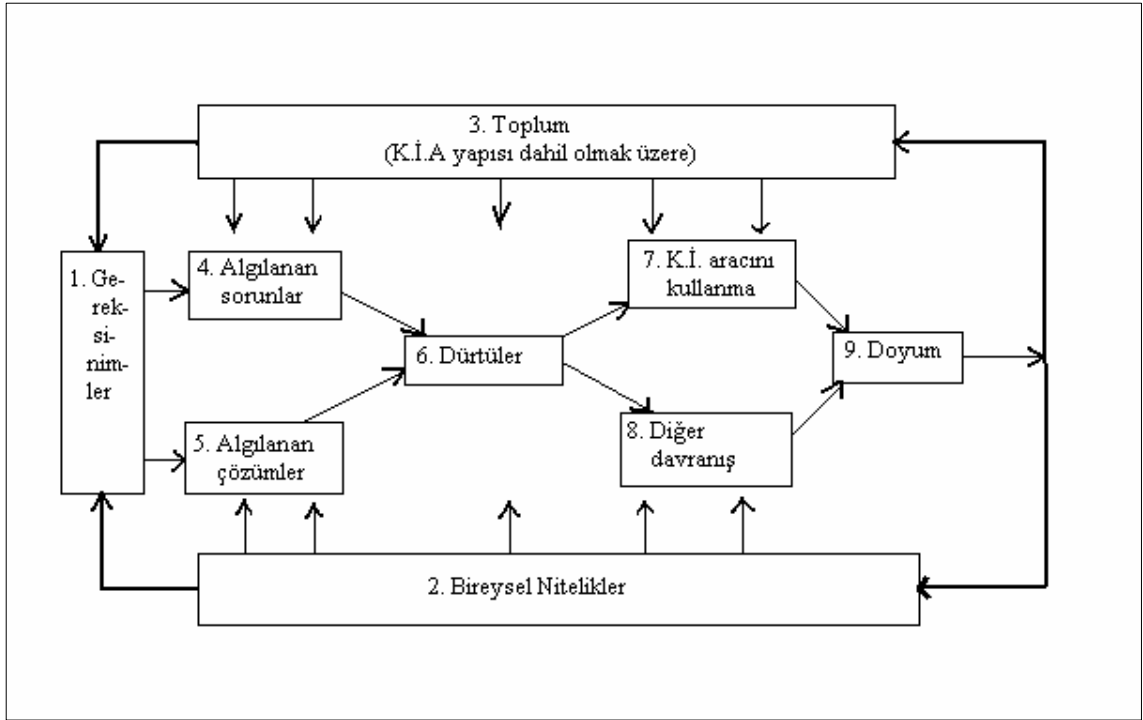 3. Toplum
(K.İ.A yapısı dahil olmak üzere)
1. Ge-
rek-
si-
nim-
ler
4. Algılanan
sorunlar
7. K.İ. aracını
kullanma
6. Dürtüler
9. Doyum
5. Algılanan
çözümler
8. Diğer
davranış
2. Bireysel Nitelikler